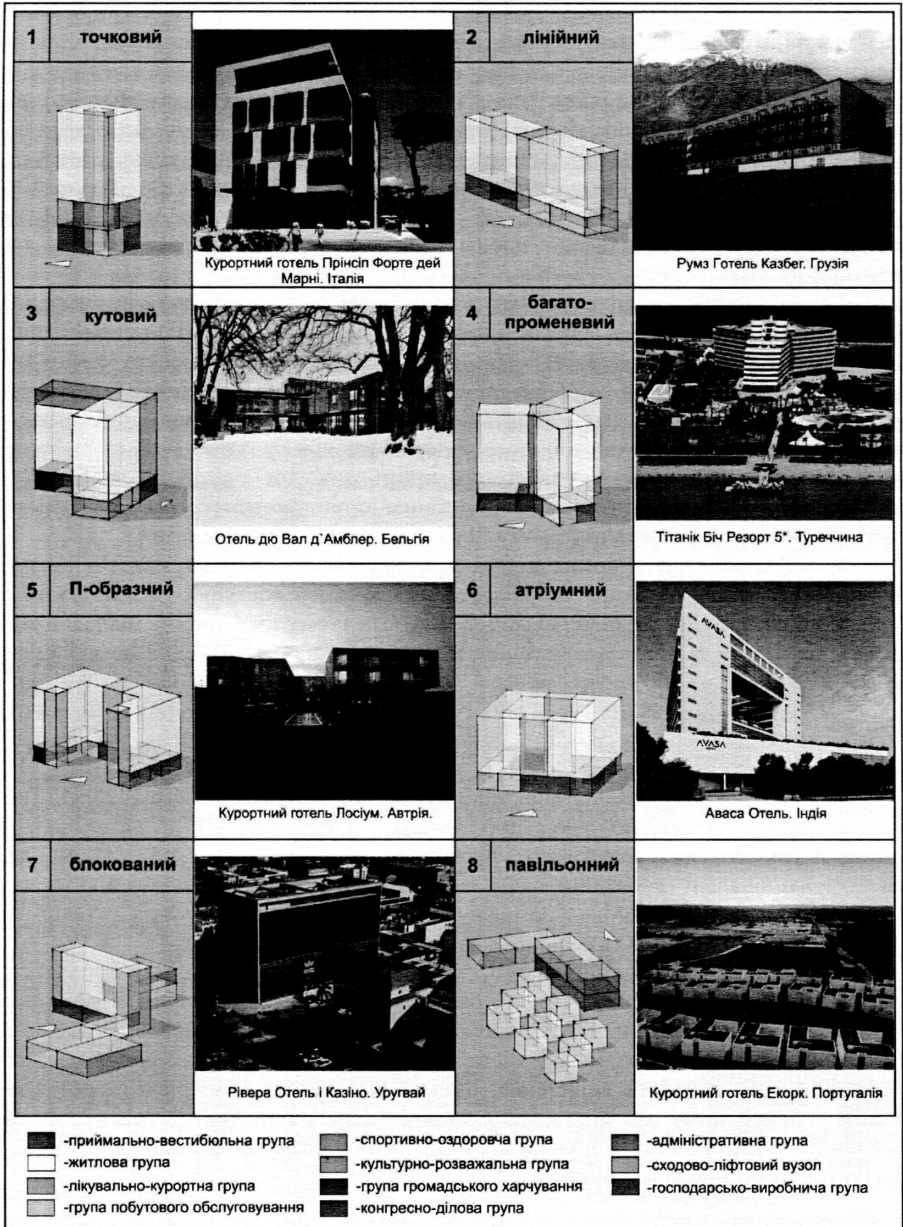 1 точковий
Курортний готель Прінсіп Форте дей
Марні. Італія
2 лінійний
Румз Готель Казбег. Грузія
3 кутовий
Отель дю Вал д`Амблер. Бельгія
4 багато-
променевий
Тітанік Біч Резорт 5*. Туреччина
5 П-образний
Курортний готель Лосіум. Автрія.
6 атріумний
AVASA
AVASA
Аваса Отель. Індія
7 блокований
Рівера Отель і Казіно. Уругвай
8 павільонний
Курортний готель Екорк. Португалія
-приймально-вестибюльна група
-житлова група
-лікувально-курортна група
-група побутового обслуговування
-спортивно-оздоровча група
-культурно-розважальна група
-група громадського харчування
-конгресно-ділова група
-адміністративна група
-сходово-ліфтовий вузол
-господарсько-виробнича група